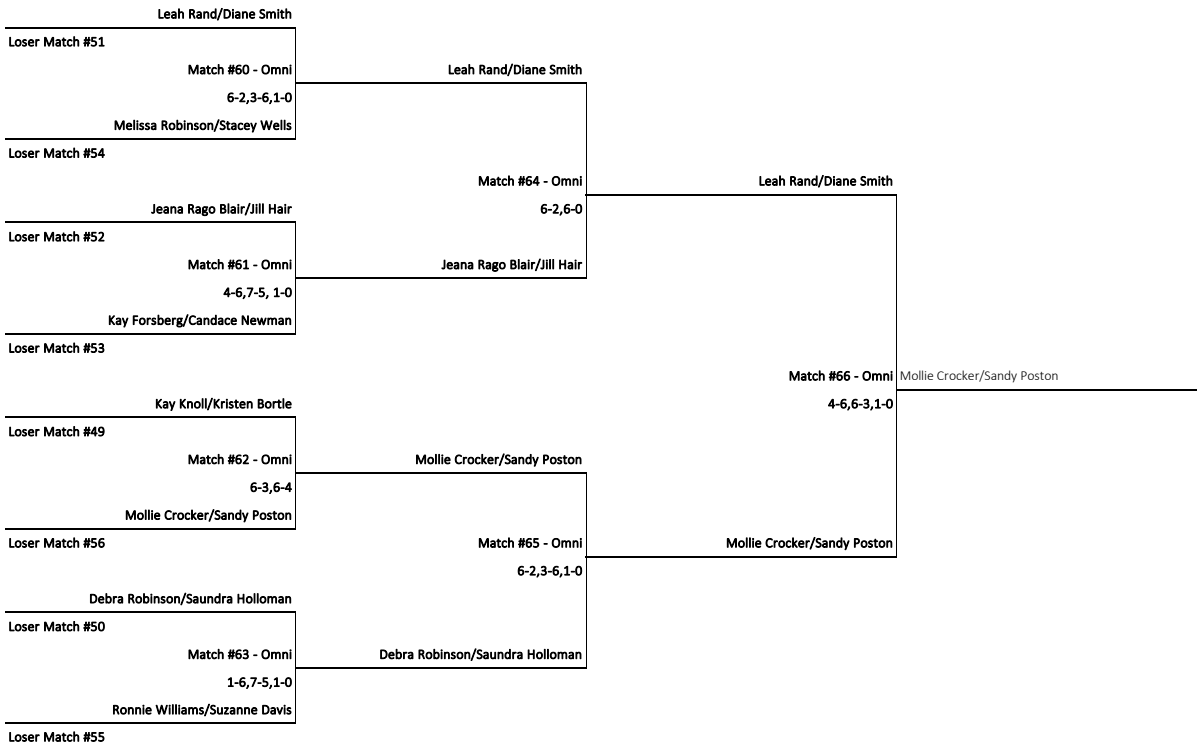 Leah Rand/Diane Smith
Loser Match #51
Match #60 - Omni
Leah Rand/Diane Smith
6-2,3-6,1-0
Melissa Robinson/Stacey Wells
Loser Match #54
Match #64 - Omni
Leah Rand/Diane Smith
Jeana Rago Blair/Jill Hair
6-2,6-0
Loser Match #52
Match #61 - Omni
Jeana Rago Blair/Jill Hair
4-6,7-5, 1-0
Kay Forsberg/Candace Newman
Loser Match #53
Match #66 - Omni
Mollie Crocker/Sandy Poston
Kay Knoll/Kristen Bortle
4-6,6-3,1-0
Loser Match #49
Match #62 - Omni
Mollie Crocker/Sandy Poston
6-3,6-4
Mollie Crocker/Sandy Poston
Loser Match #56
Match #65 - Omni
Mollie Crocker/Sandy Poston
6-2,3-6,1-0
Debra Robinson/Saundra Holloman
Loser Match #50
Match #63 - Omni
Debra Robinson/Saundra Holloman
1-6,7-5,1-0
Ronnie Williams/Suzanne Davis
Loser Match #55